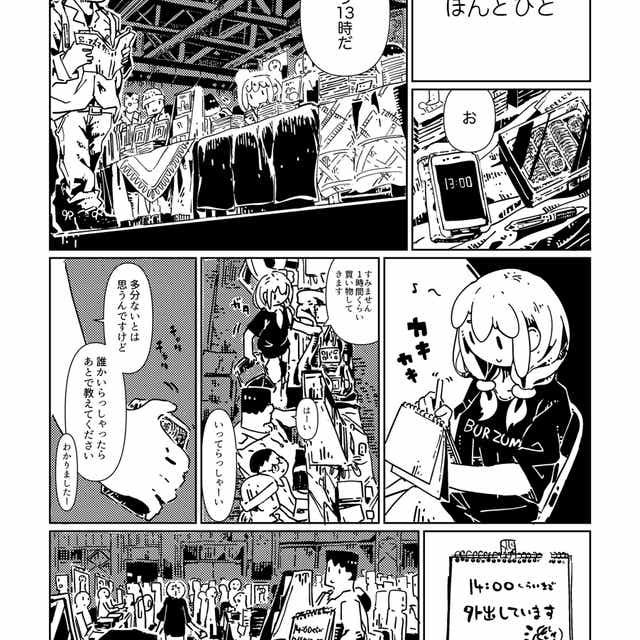 ほんとひと
13時だ
お
13:00
♪
カキカキ
BURZUM
すみません
1時間くらい
買い物して
きます
はーい
いってらっしゃーい
多分ないとは
思うんですけど
誰かいらっしゃったら
あとで教えてください
わかりました!
14:00くらいまで
外出しています
14:00